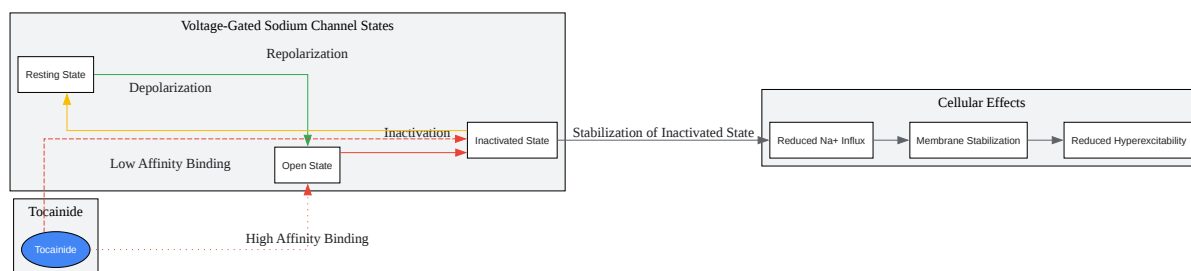 Voltage-Gated Sodium Channel States
Repolarization
Resting State
Depolarization
Inactivation
Inactivated State
Low Affinity Binding
Open State
Stabilization of Inactivated State
Cellular Effects
Reduced Na+ Influx
Membrane Stabilization
Reduced Hyperexcitability
Tocainide
Tocainide
High Affinity Binding